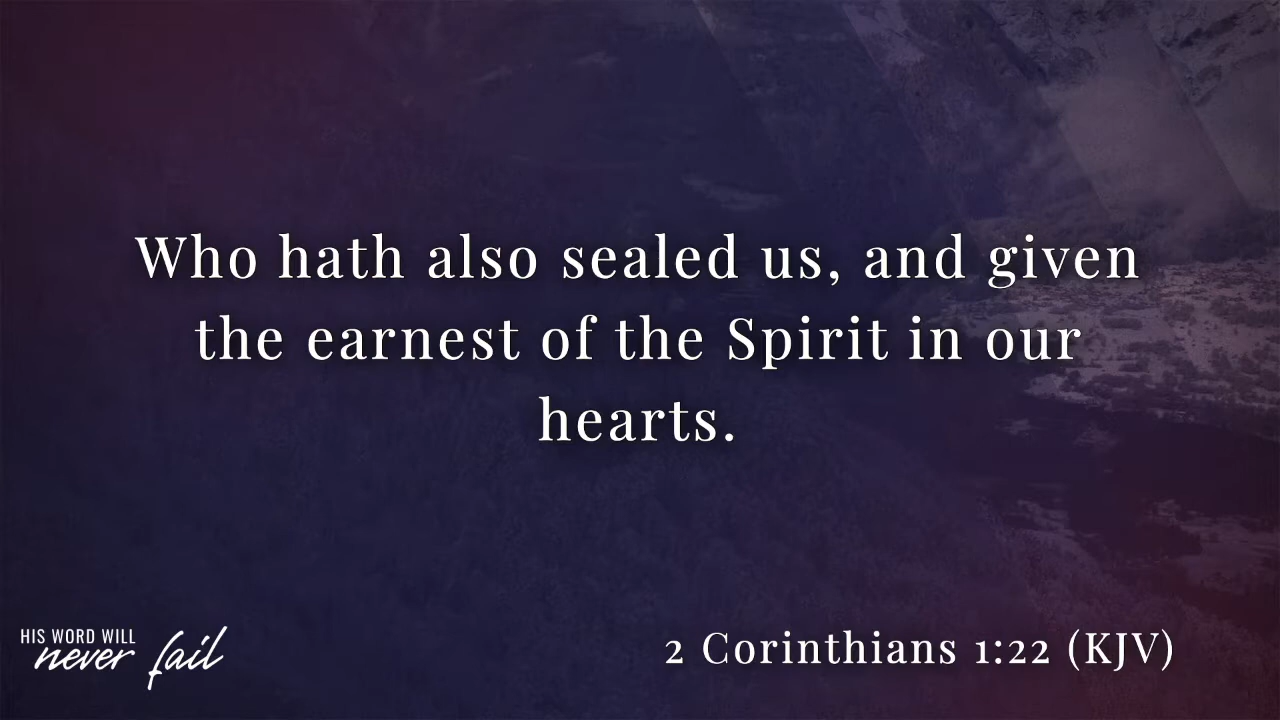 Who hath also sealed us, and given
the earnest of the Spirit in our
hearts.
HIS WORD WILL
never fail
2 Corinthians 1:22 (KJV)